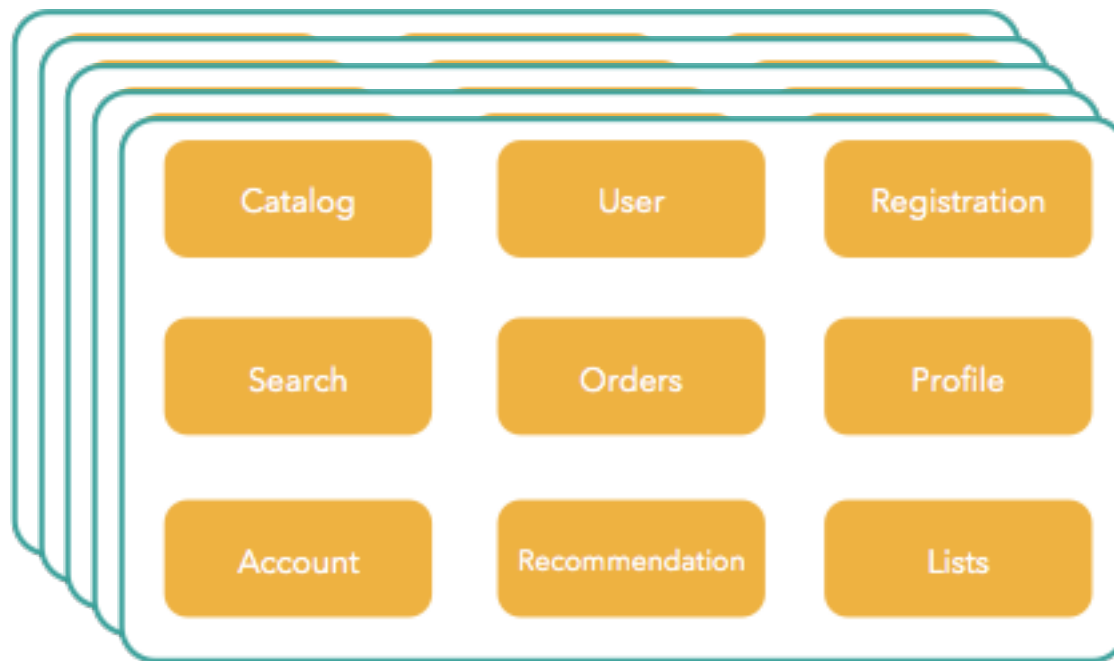 Catalog
User
Registration
Search
Orders
Profile
Account
Recommendation
Lists